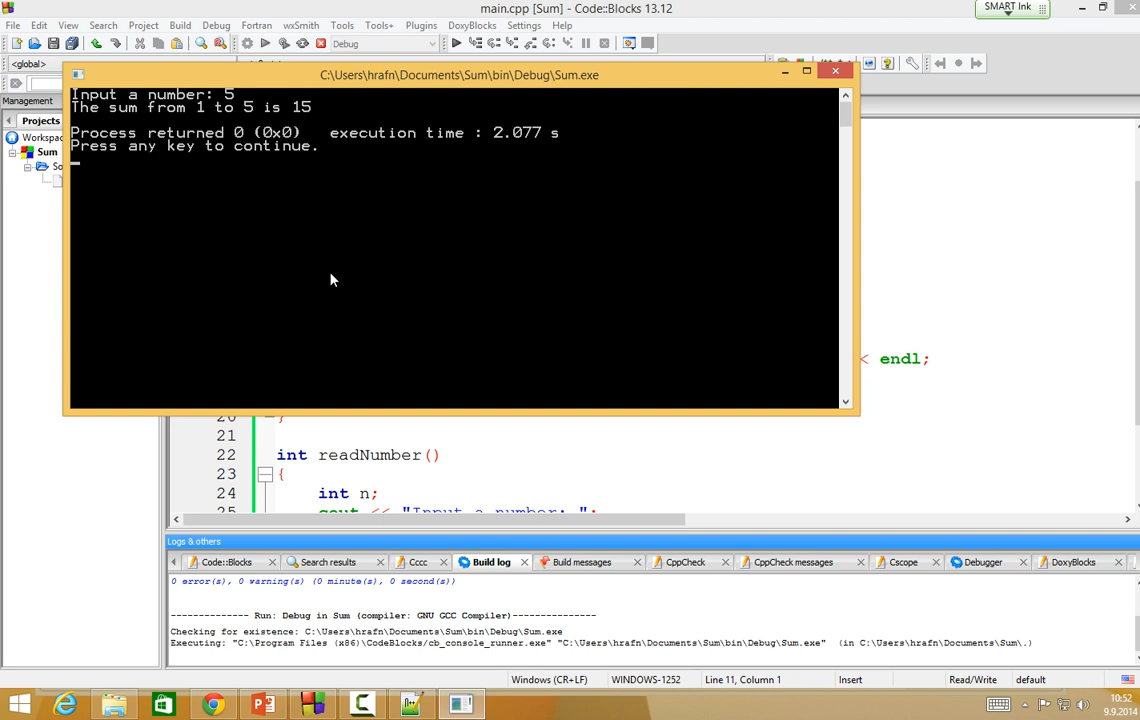 main.cpp [Sum] - Code::Blocks 13.12
SMART Ink
File Edit View Search Project Build Debug Fortran wxSmith Tools Tools+ Plugins DoxyBlocks Settings Help
Debug
<global>
C:\Users\hrafn\Documents\Sum\bin\Debug\Sum.exe
Management
Projects
Workspa
Sum
So
Input a number: 5
The sum from 1 to 5 is 15
Process returned 0 (0x0)   execution time : 2.077 s
Press any key to continue.
< endl;
20 }
21
22 int readNumber()
23 {
24 int n;
25 cout << "Input a number: ";
Logs & others
Code::Blocks Search results Cccc Build log Build messages CppCheck CppCheck messages Cscope Debugger DoxyBlocks
0 error(s), 0 warning(s) (0 minute(s), 0 second(s))
-------------- Run: Debug in Sum (compiler: GNU GCC Compiler)---------------
Checking for existence: C:\Users\hrafn\Documents\Sum\bin\Debug\Sum.exe
Executing: "C:\Program Files (x86)\CodeBlocks/cb_console_runner.exe" "C:\Users\hrafn\Documents\Sum\bin\Debug\Sum.exe"  (in C:\Users\hrafn\Documents\Sum\.)
Windows (CR+LF) WINDOWS-1252 Line 11, Column 1 Insert Read/Write default
10:52
9.9.2014